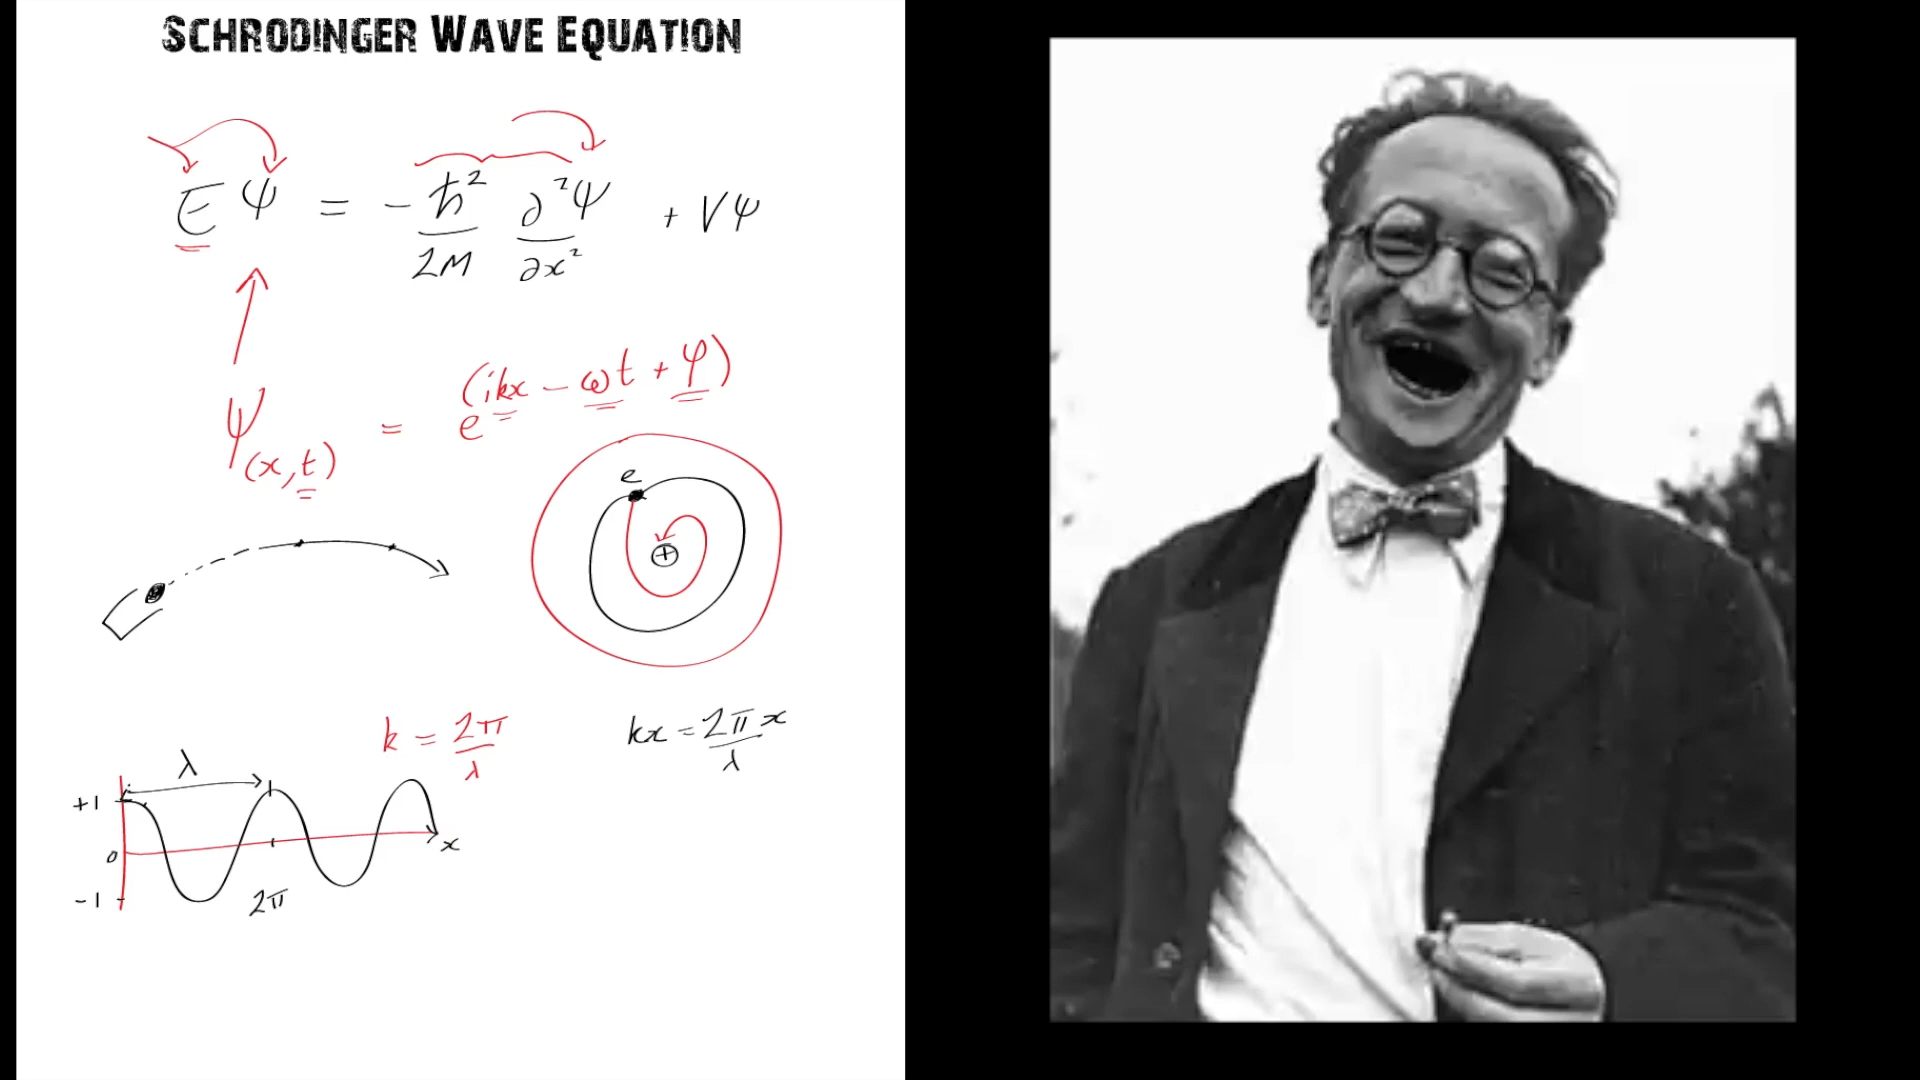 SCHRODINGER WAVE EQUATION
Eψ = -ℏ²/2M ∂²ψ/∂x² + Vψ
ψ(x,t) = e^(ikx - ωt + φ)
e
+
k = 2π/λ
kx = 2πx/λ
λ
+1
0
x
-1
2π